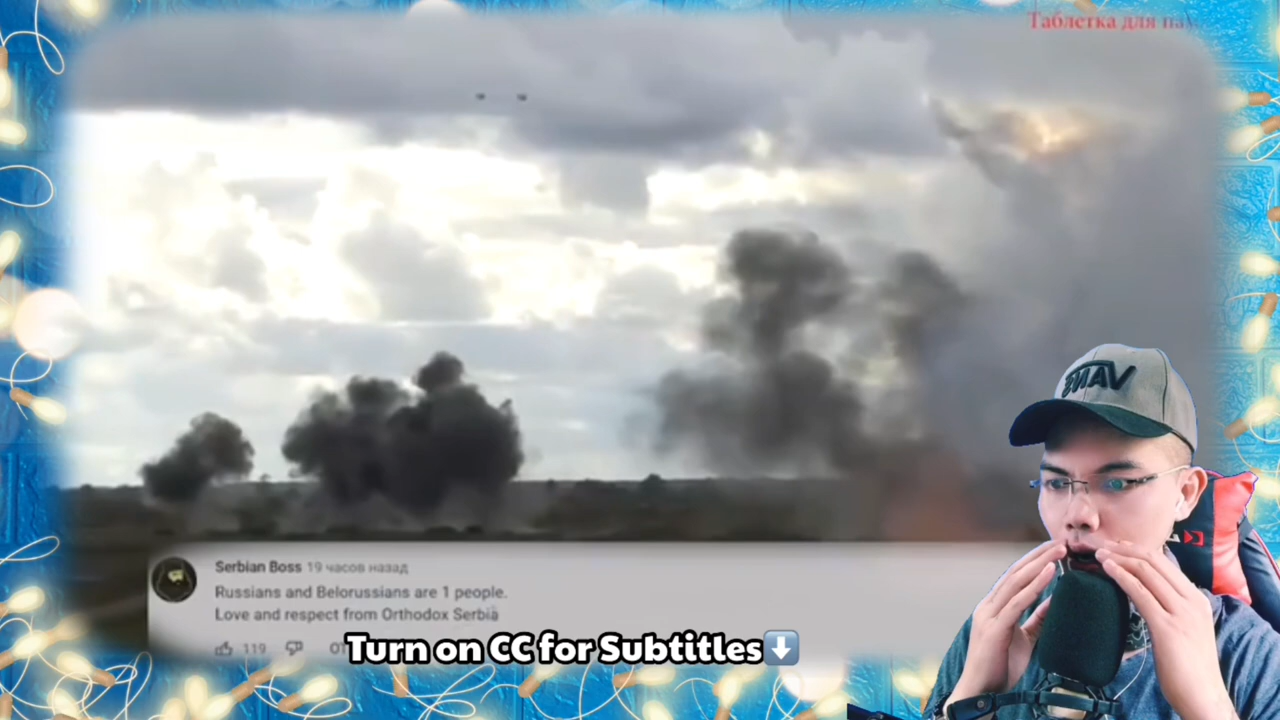 Таблетка для
VANS
Serbian Boss 19 часов назад
Russians and Belorussians are 1 people.
Love and respect from Orthodox Serbia
119
Turn on CC for Subtitles⬇️